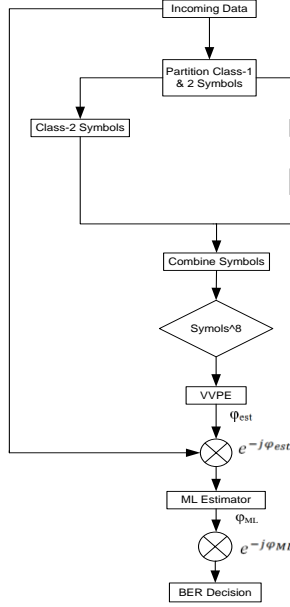 Incoming Data
Partition Class-1
& 2 Symbols
Class-2 Symbols
Combine Symbols
Symols^8
VVPE
φest
e^{-jφest}
ML Estimator
φML
e^{-jφML}
BER Decision